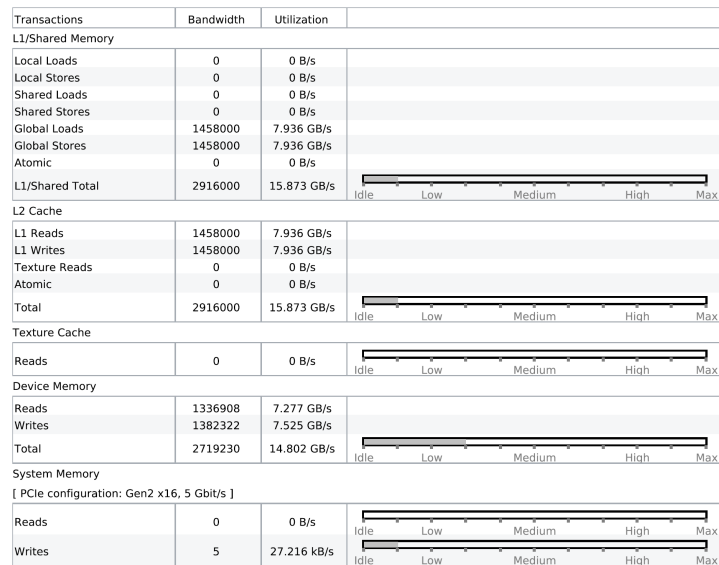 Transactions Bandwidth Utilization
L1/Shared Memory
Local Loads 0 0 B/s
Local Stores 0 0 B/s
Shared Loads 0 0 B/s
Shared Stores 0 0 B/s
Global Loads 1458000 7.936 GB/s
Global Stores 1458000 7.936 GB/s
Atomic 0 0 B/s
L1/Shared Total 2916000 15.873 GB/s
Idle Low Medium High Max
L2 Cache
L1 Reads 1458000 7.936 GB/s
L1 Writes 1458000 7.936 GB/s
Texture Reads 0 0 B/s
Atomic 0 0 B/s
Total 2916000 15.873 GB/s
Idle Low Medium High Max
Texture Cache
Reads 0 0 B/s
Idle Low Medium High Max
Device Memory
Reads 1336908 7.277 GB/s
Writes 1382322 7.525 GB/s
Total 2719230 14.802 GB/s
Idle Low Medium High Max
System Memory
[ PCIe configuration: Gen2 x16, 5 Gbit/s ]
Reads 0 0 B/s
Idle Low Medium High Max
Writes 5 27.216 kB/s
Idle Low Medium High Max